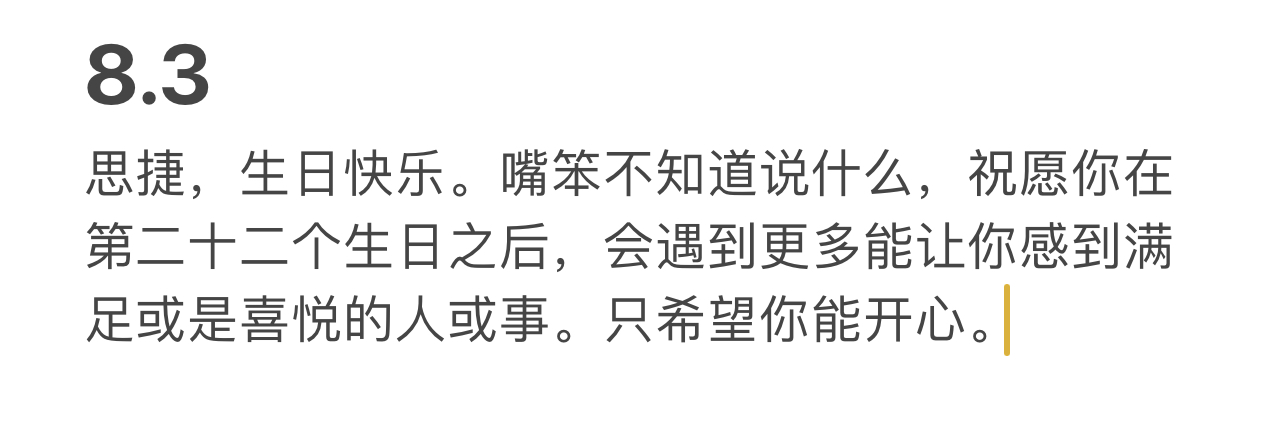 8.3
思捷，生日快乐。嘴笨不知道说什么，祝愿你在
第二十二个生日之后，会遇到更多能让你感到满
足或是喜悦的人或事。只希望你能开心。